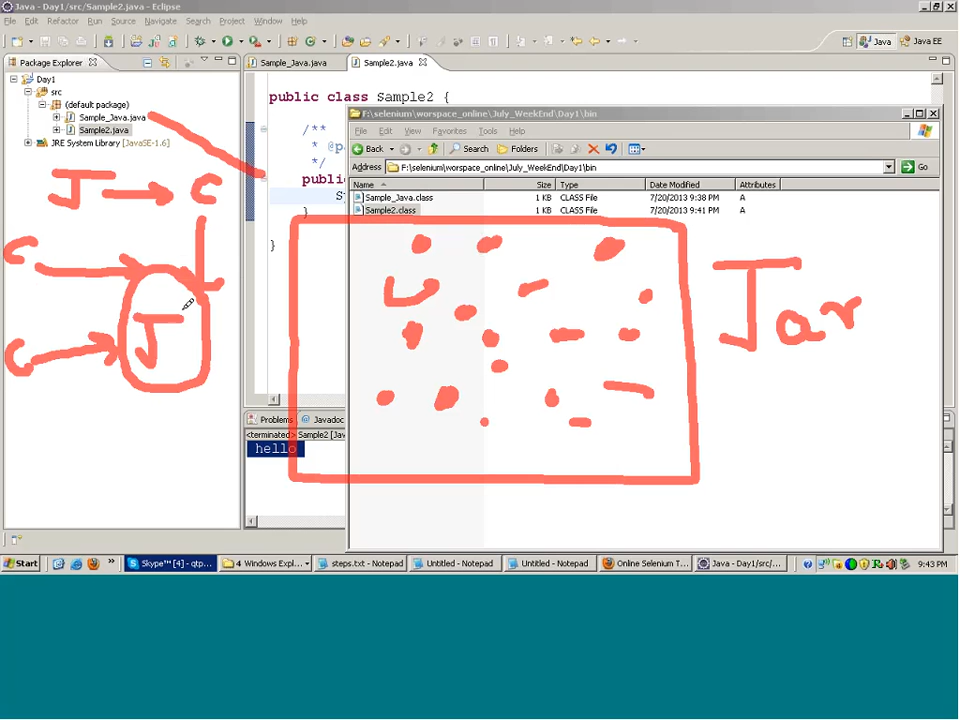 Java - Day1/src/Sample2.java - Eclipse
File Edit Refactor Run Source Navigate Search Project Window Help
Java Java EE
Package Explorer
Sample_Java.java Sample2.java
Day1
src
(default package)
Sample_Java.java
Sample2.java
JRE System Library [JavaSE-1.6]
public class Sample2 {
/**
* @p
*/
publi
S
}
}
F:\selenium\worspace_online\July_WeekEnd\Day1\bin
File Edit View Favorites Tools Help
Back Search Folders
Address F:\selenium\worspace_online\July_WeekEnd\Day1\bin Go
Name Size Type Date Modified Attributes
Sample_Java.class 1 KB CLASS File 7/20/2013 9:38 PM A
Sample2.class 1 KB CLASS File 7/20/2013 9:41 PM A
J C
C
J
C
Jar
Problems Javadoc
<terminated> Sample2 [Jav
hello
Start Skype™ [4] - qtp... 4 Windows Expl... steps.txt - Notepad Untitled - Notepad Untitled - Notepad Online Selenium T... Java - Day1/src/... 9:43 PM